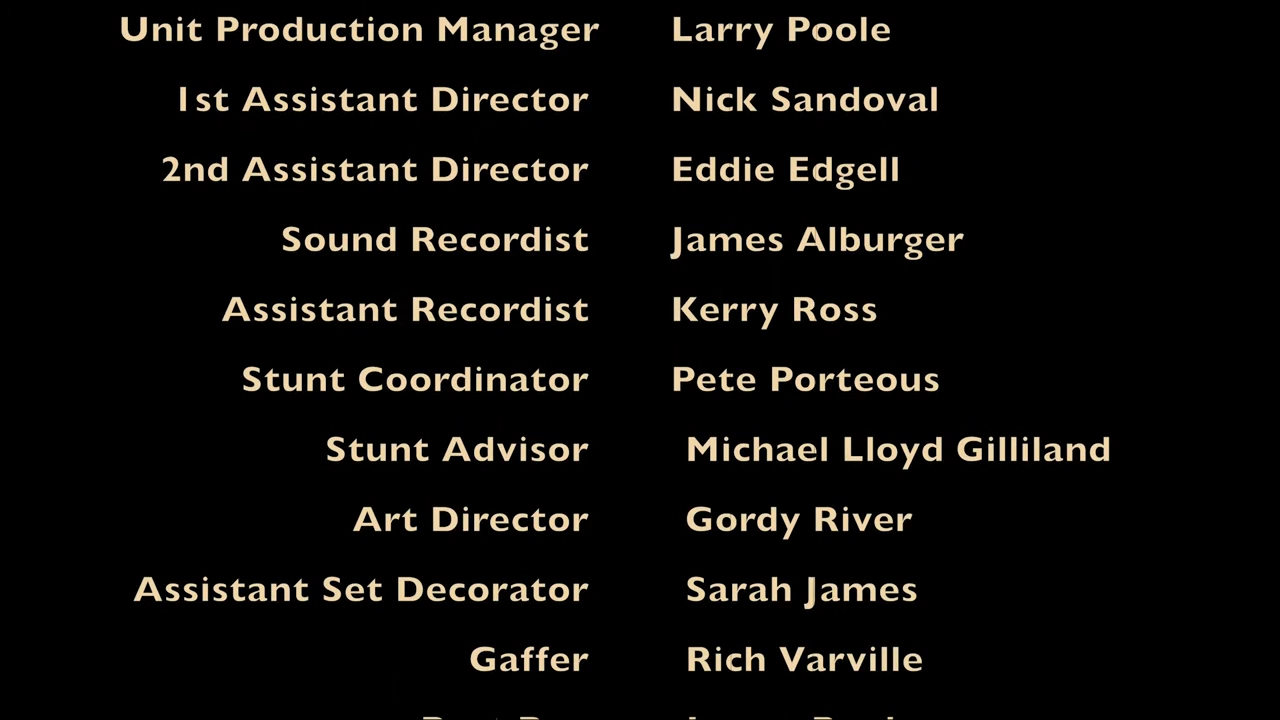 Unit Production Manager Larry Poole
1st Assistant Director Nick Sandoval
2nd Assistant Director Eddie Edgell
Sound Recordist James Alburger
Assistant Recordist Kerry Ross
Stunt Coordinator Pete Porteous
Stunt Advisor Michael Lloyd Gilliland
Art Director Gordy River
Assistant Set Decorator Sarah James
Gaffer Rich Varville